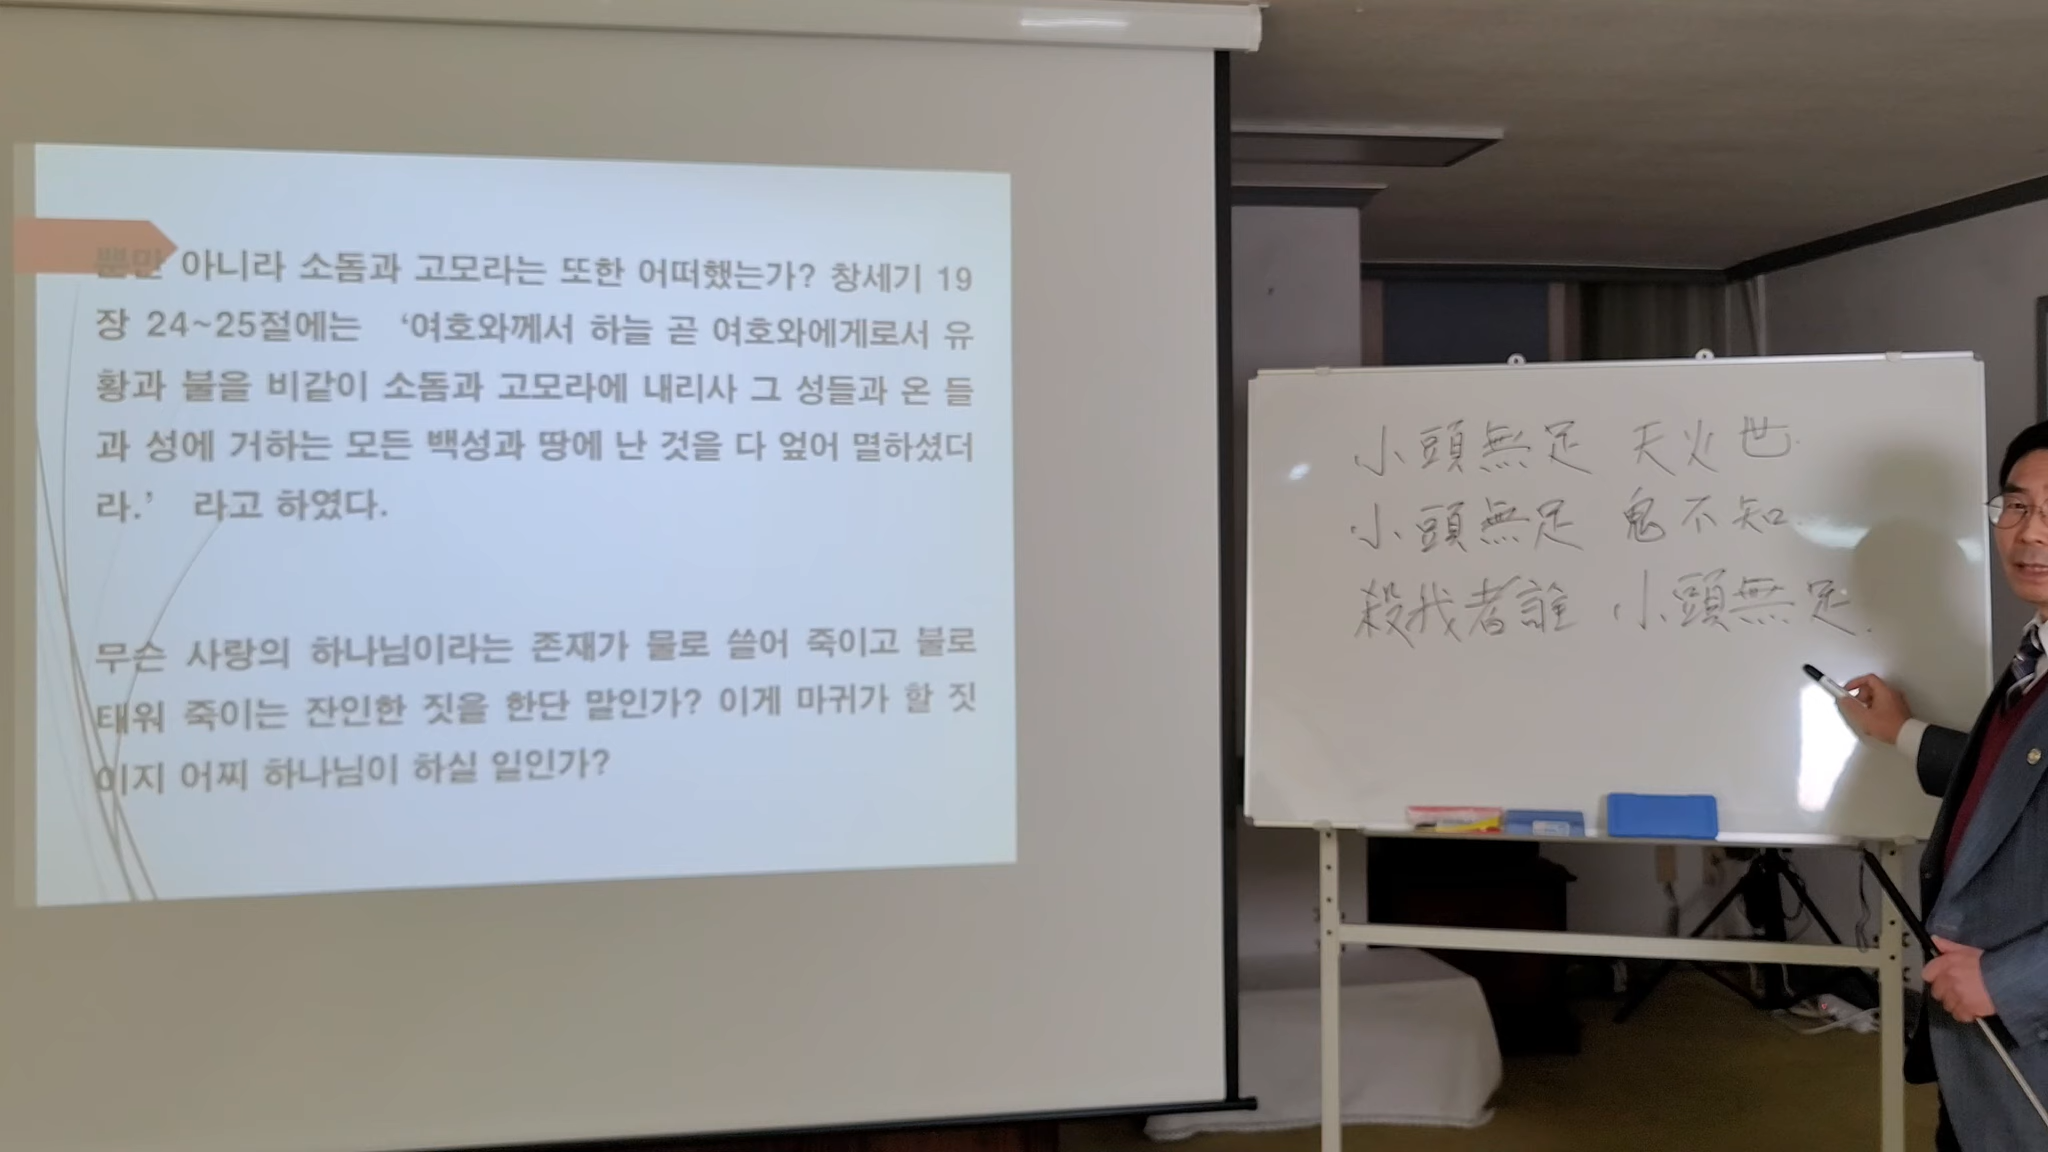 뿐만 아니라 소돔과 고모라는 또한 어떠했는가? 창세기 19
장 24~25절에는 ‘여호와께서 하늘 곧 여호와에게로서 유
황과 불을 비같이 소돔과 고모라에 내리사 그 성들과 온 들
과 성에 거하는 모든 백성과 땅에 난 것을 다 엎어 멸하셨더
라.’ 라고 하였다.
무슨 사랑의 하나님이라는 존재가 물로 쓸어 죽이고 불로
태워 죽이는 잔인한 짓을 한단 말인가? 이게 마귀가 할 짓
이지 어찌 하나님이 하실 일인가?
小頭無足 天火世
小頭無足 鬼不知
殺我者誰 小頭無足